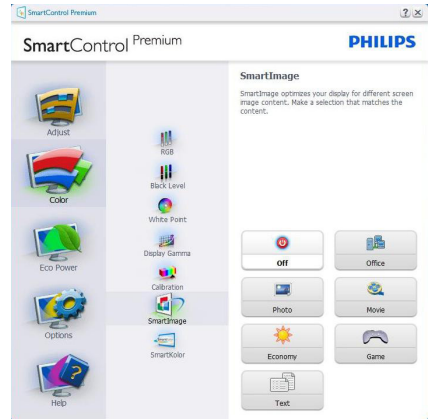 SmartControl Premium
SmartControl Premium
PHILIPS
Adjust
Color
Eco Power
Options
Help
RGB
Black Level
White Point
Display Gamma
Calibration
SmartImage
SmartKolor
SmartImage
SmartImage optimizes your display for different screen
image content. Make a selection that matches the
content.
Off
Office
Photo
Movie
Economy
Game
Text